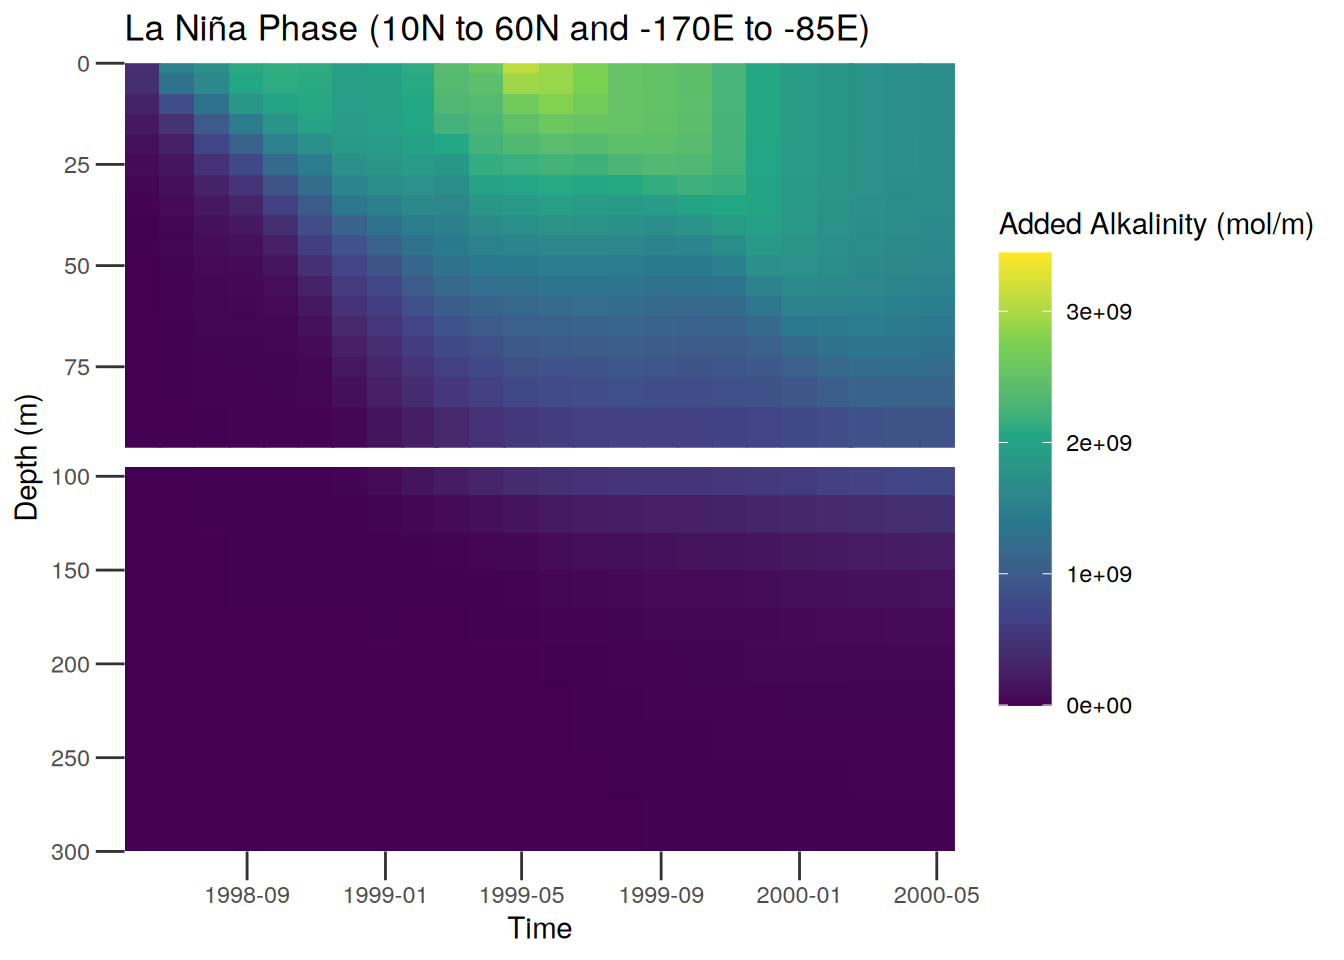 La Niña Phase (10N to 60N and -170E to -85E)
0
25
50
75
100
150
200
250
300
Depth (m)
1998-09
1999-01
1999-05
1999-09
2000-01
2000-05
Time
Added Alkalinity (mol/m)
3e+09
2e+09
1e+09
0e+00